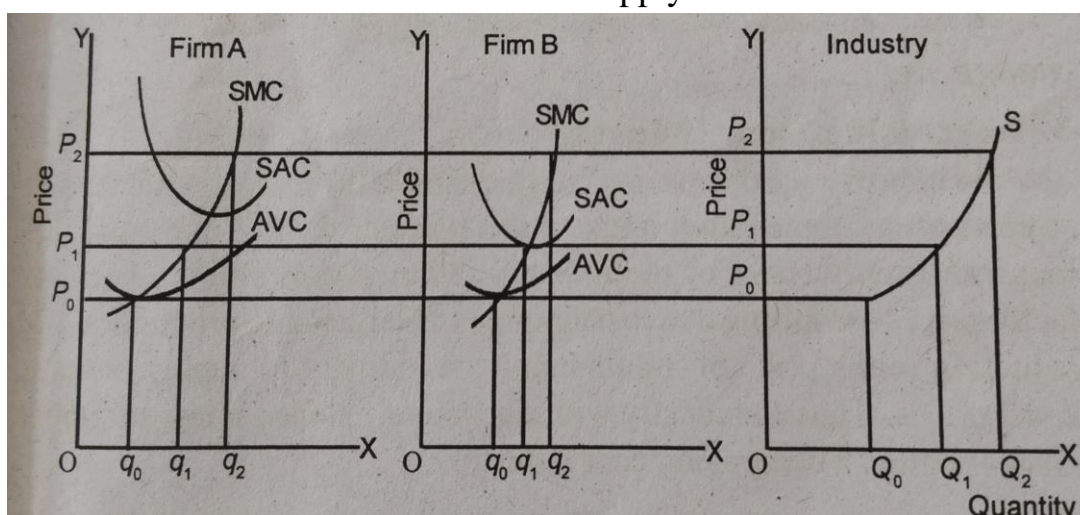 Y Firm A Y Firm B Y Industry
SMC
SMC
P₂ P₂ S
SAC
SAC
Price Price Price
AVC
P₁ P₁
AVC
P₀ P₀
O q₀ q₁ q₂ X O q₀ q₁ q₂ X O Q₀ Q₁ Q₂ X
Quantity